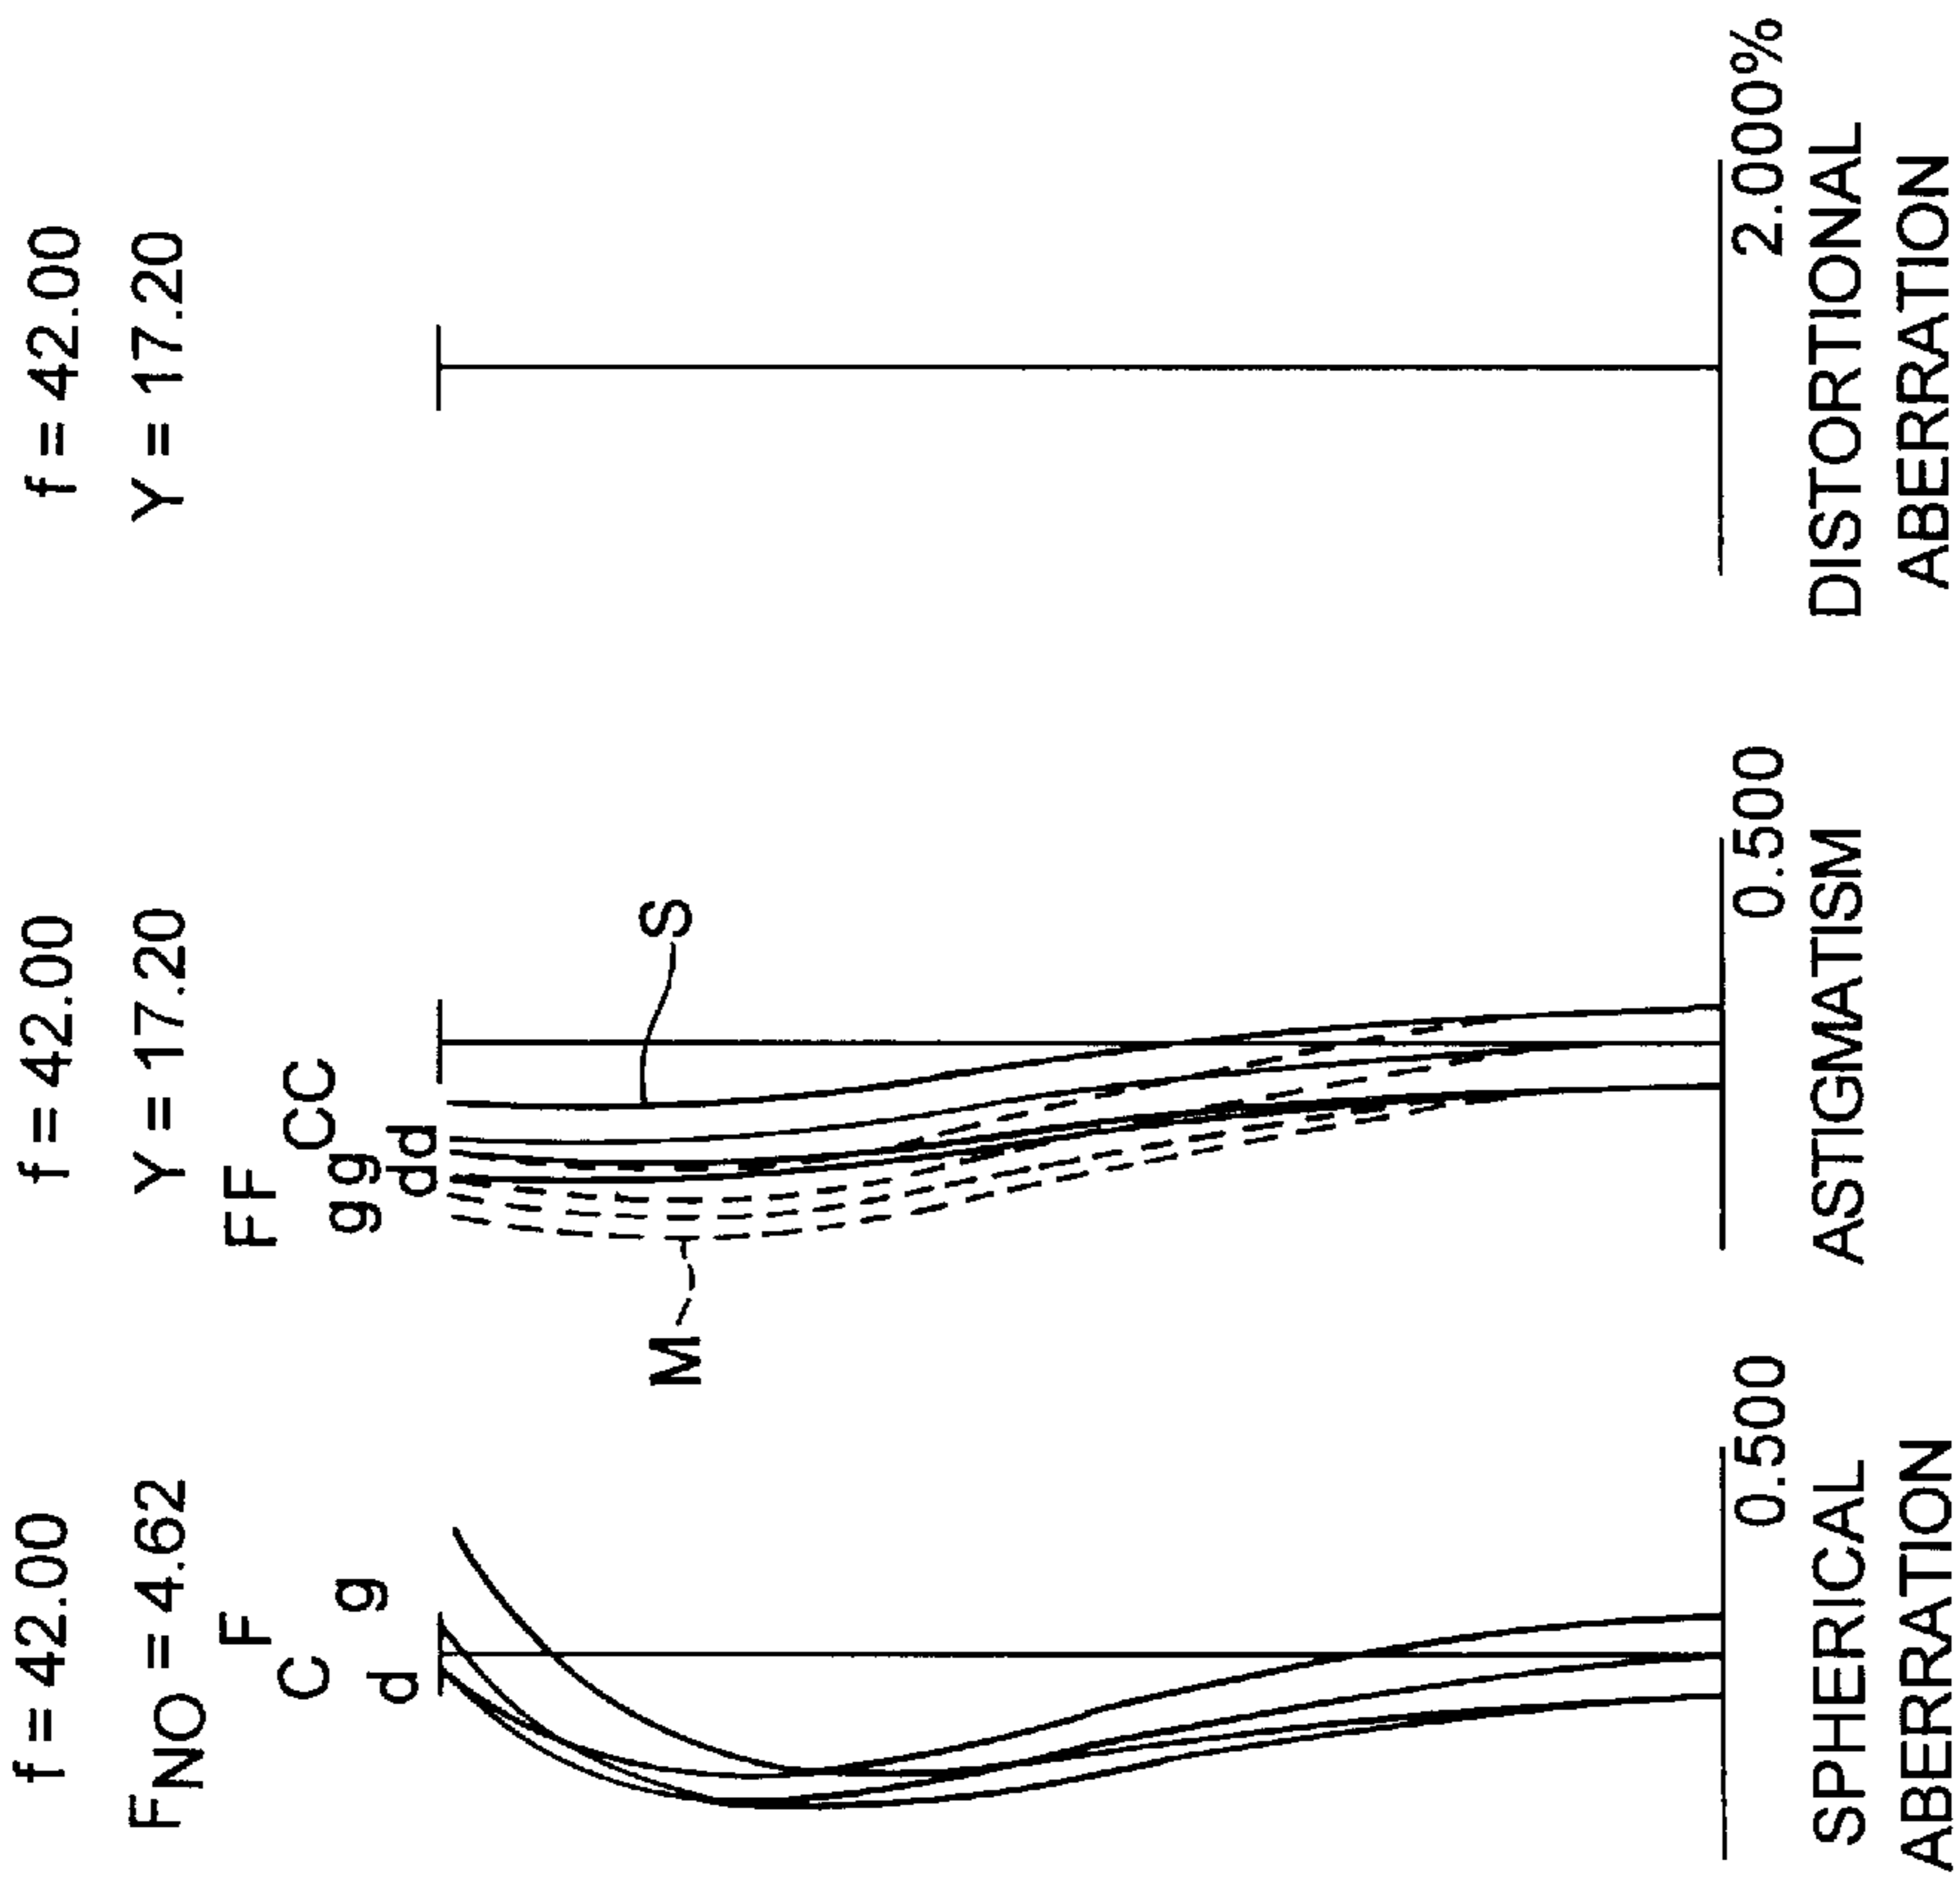 f = 42.00
FNO = 4.62
F
C
g
d
0.500
SPHERICAL
ABERRATION
f = 42.00
Y = 17.20
FF
CC
gg
dd
S
M
0.500
ASTIGMATISM
f = 42.00
Y = 17.20
2.000%
DISTORTIONAL
ABERRATION